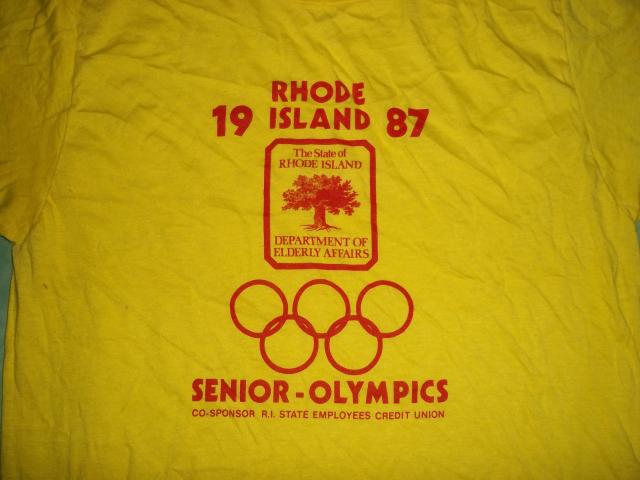 RHODE
19 ISLAND 87
The State of
RHODE ISLAND
DEPARTMENT OF
ELDERLY AFFAIRS
SENIOR - OLYMPICS
CO-SPONSOR R.I. STATE EMPLOYEES CREDIT UNION